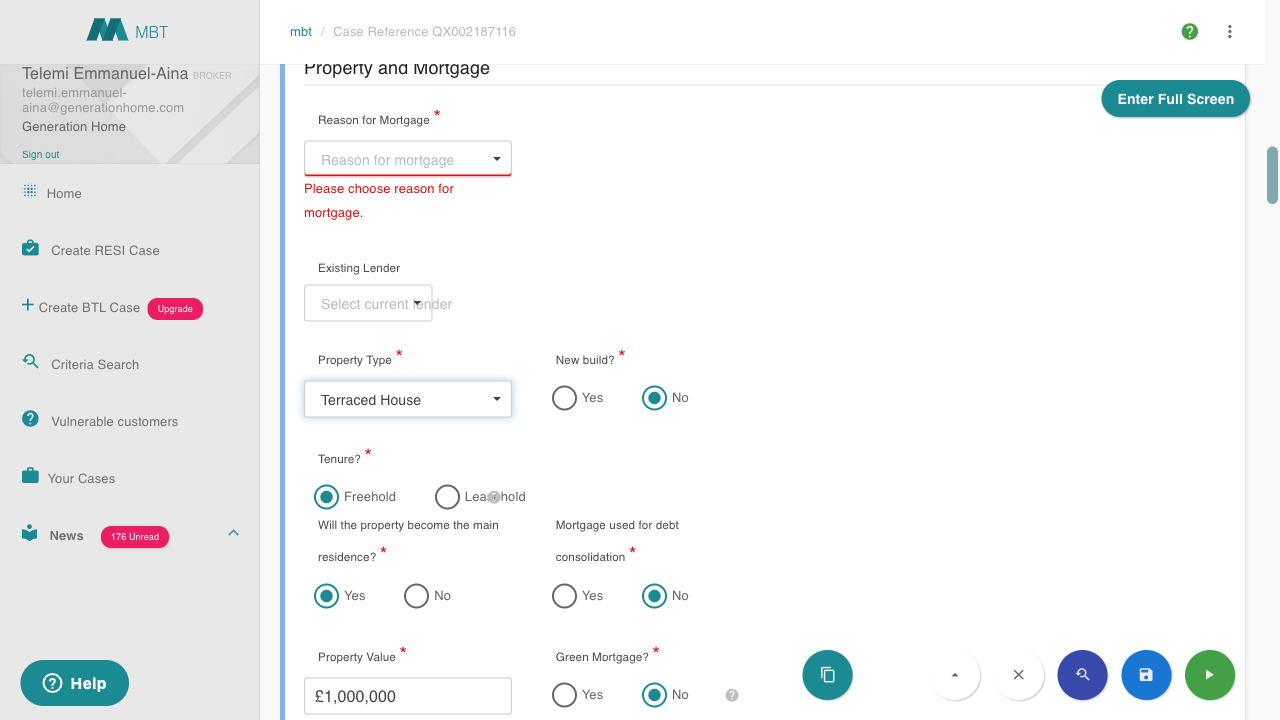 MBT
mbt / Case Reference QX002187116
Telemi Emmanuel-Aina BROKER
telemi.emmanuel-
aina@generationhome.com
Generation Home
Sign out
Home
Create RESI Case
Create BTL Case Upgrade
Criteria Search
Vulnerable customers
Your Cases
News 176 Unread
Help
Property and Mortgage
Enter Full Screen
Reason for Mortgage *
Reason for mortgage
Please choose reason for
mortgage.
Existing Lender
Select current lender
Property Type * New build? *
Terraced House Yes No
Tenure? *
Freehold Leasehold
Will the property become the main
residence? *
Mortgage used for debt
consolidation *
Yes No Yes No
Property Value * Green Mortgage? *
£1,000,000 Yes No